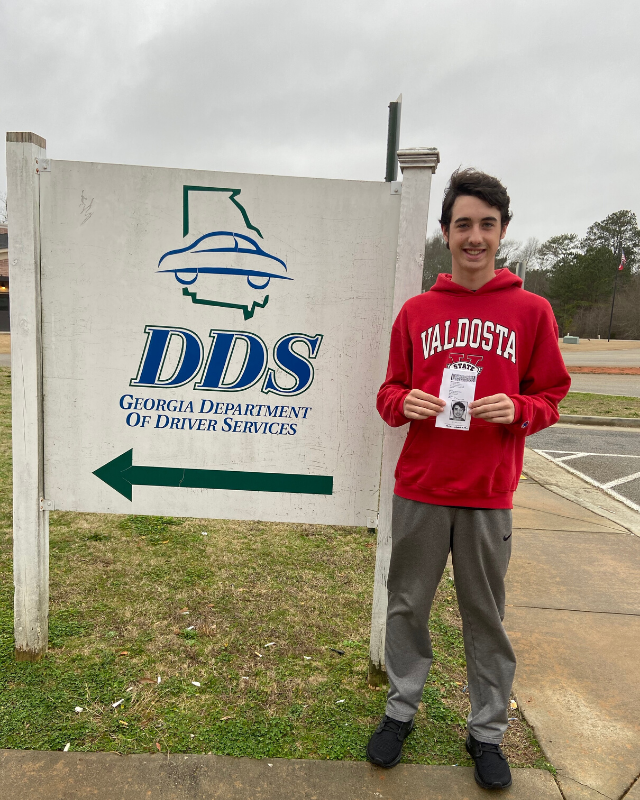 DDS
GEORGIA DEPARTMENT
OF DRIVER SERVICES
VALDOSTA
STATE